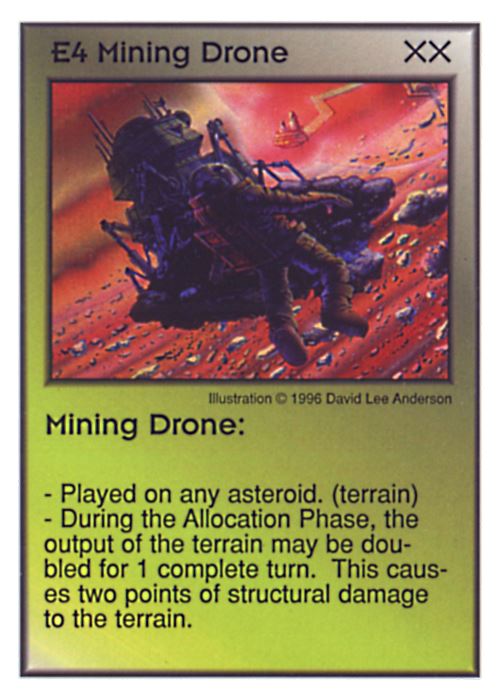 E4 Mining Drone XX
Illustration © 1996 David Lee Anderson
Mining Drone:
- Played on any asteroid. (terrain)
- During the Allocation Phase, the
output of the terrain may be dou-
bled for 1 complete turn.  This caus-
es two points of structural damage
to the terrain.